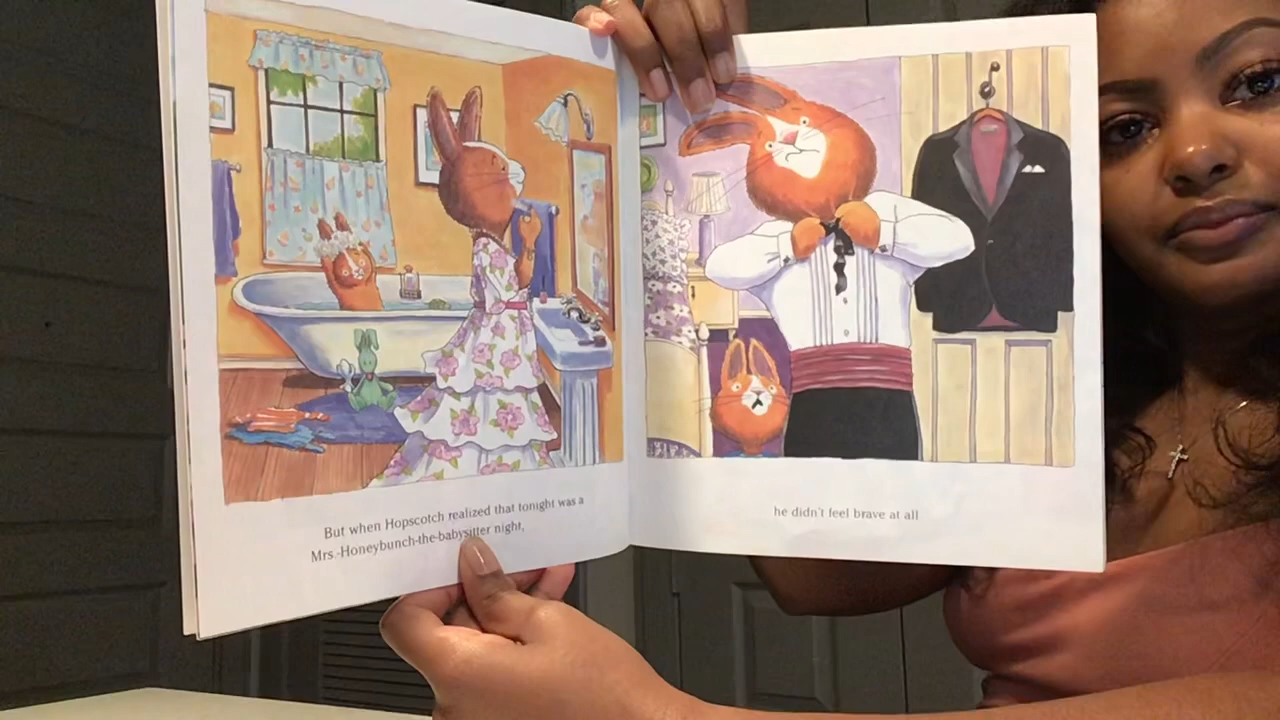 But when Hopscotch realized that tonight was a
Mrs.-Honeybunch-the-babysitter night,
he didn't feel brave at all